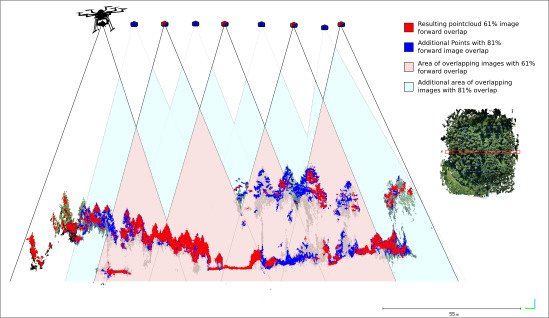 Resulting pointcloud 61% image
forward overlap
Additional Points with 81%
forward image overlap
Area of overlapping images with 61%
forward overlap
Additional area of overlapping
images with 81% overlap